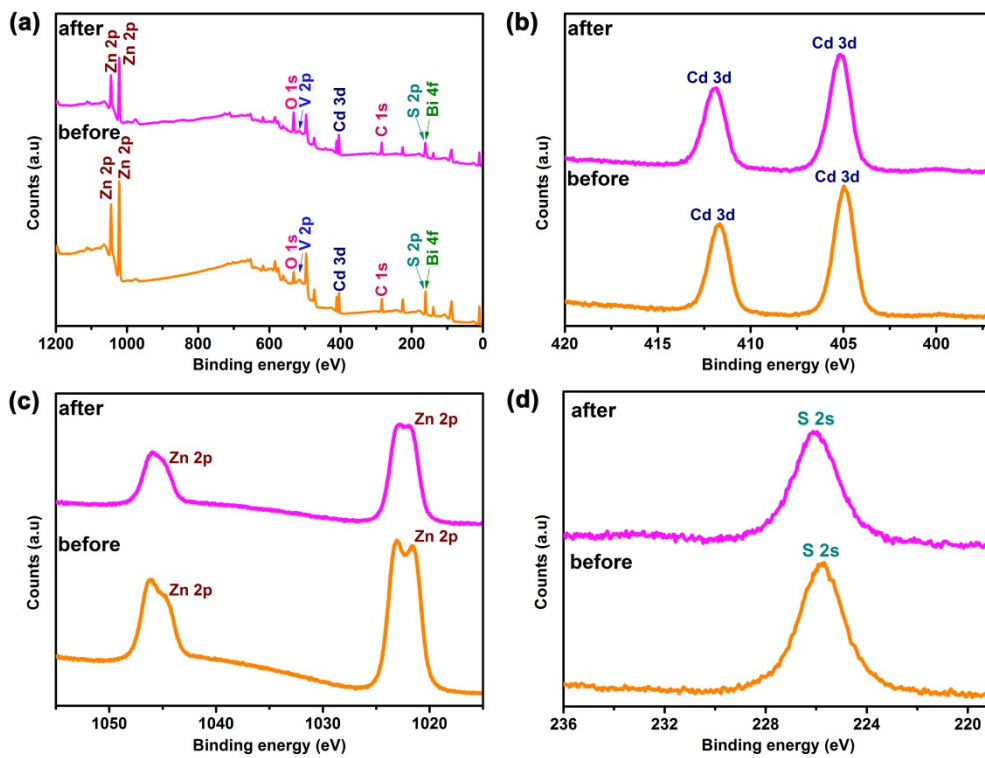 (a)
after
Zn 2p
Zn 2p
O 1s
V 2p
Cd 3d
C 1s
S 2p
Bi 4f
before
Zn 2p
Zn 2p
O 1s
V 2p
Cd 3d
C 1s
S 2p
Bi 4f
Counts (a.u)
1200 1000 800 600 400 200 0
Binding energy (eV)
(b)
after
Cd 3d
Cd 3d
before
Cd 3d
Cd 3d
Counts (a.u)
420 415 410 405 400
Binding energy (eV)
(c)
after
Zn 2p
Zn 2p
before
Zn 2p
Zn 2p
Counts (a.u)
1050 1040 1030 1020
Binding energy (eV)
(d)
after
S 2s
before
S 2s
Counts (a.u)
236 232 228 224 220
Binding energy (eV)